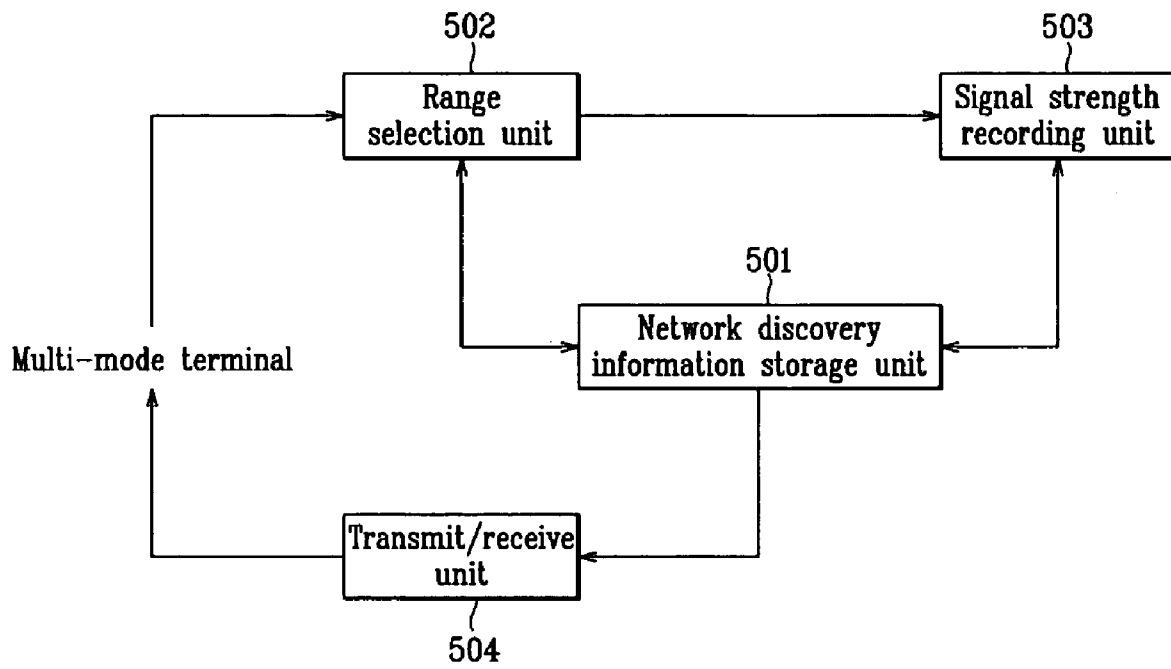 502
503
Range
selection unit
Signal strength
recording unit
501
Network discovery
information storage unit
Multi-mode terminal
Transmit/receive
unit
504